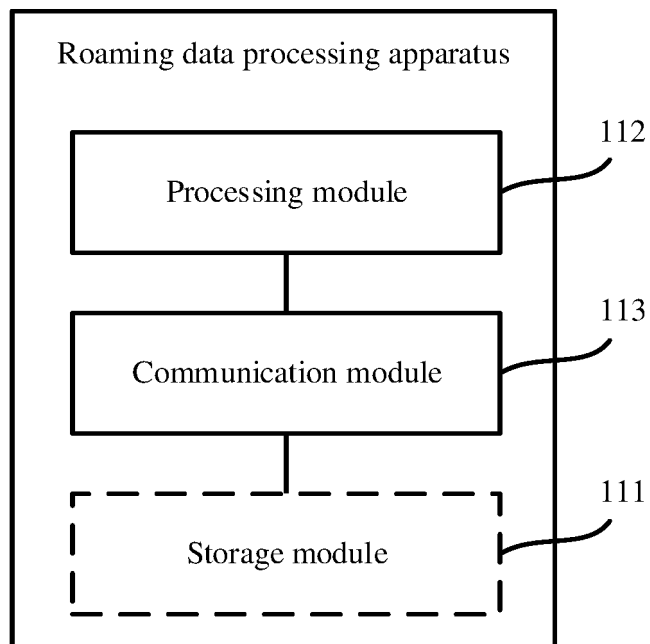 Roaming data processing apparatus
112
Processing module
113
Communication module
111
Storage module